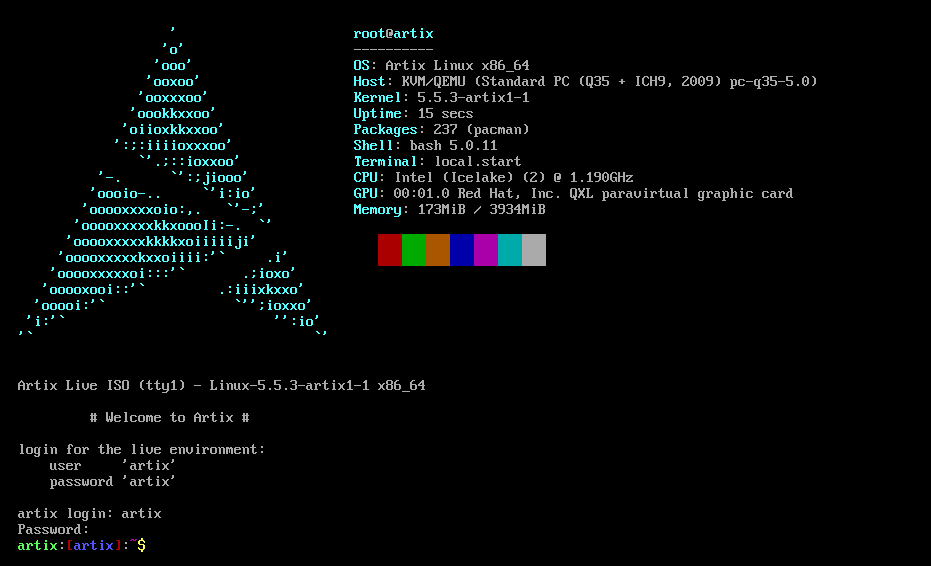 '
                  'o'
                 'ooo'
                'ooxoo'
               'ooxxxoo'
              'oookkxxoo'
             'oiioxkkxxoo'
            ':;:iiiioxxxoo'
               `'.;::ioxxoo'
          '-.      `':;jiooo'
         'oooio-..     `'i:io'
        'ooooxxxxoio:,.   `'-;'
       'ooooxxxxxkkxoooIi:-.  `'
      'ooooxxxxxkkkkxoiiiiiji'
     'ooooxxxxxkxxoiiii:'`     .i'
    'ooooxxxxxoi:::'`       .;ioxo'
   'ooooxooi::'`         .:iiixkxxo'
  'ooooi:'`                `'';ioxxo'
 'i:'`                          '':io'
'`                                   `'
root@artix
----------
OS: Artix Linux x86_64
Host: KVM/QEMU (Standard PC (Q35 + ICH9, 2009) pc-q35-5.0)
Kernel: 5.5.3-artix1-1
Uptime: 15 secs
Packages: 237 (pacman)
Shell: bash 5.0.11
Terminal: local.start
CPU: Intel (Icelake) (2) @ 1.190GHz
GPU: 00:01.0 Red Hat, Inc. QXL paravirtual graphic card
Memory: 173MiB / 3934MiB
Artix Live ISO (tty1) - Linux-5.5.3-artix1-1 x86_64
# Welcome to Artix #
login for the live environment:
user     'artix'
password 'artix'
artix login: artix
Password:
artix:[artix]:~$